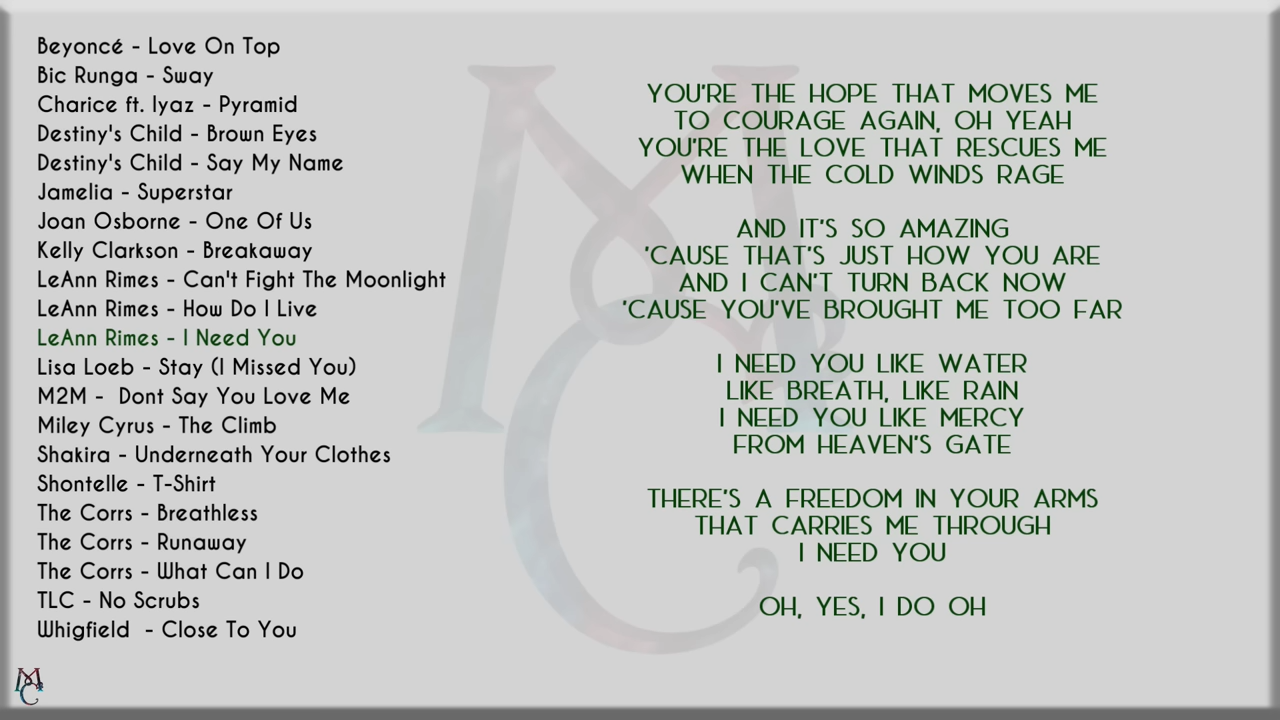 Beyoncé - Love On Top
Bic Runga - Sway
Charice ft. Iyaz - Pyramid
Destiny's Child - Brown Eyes
Destiny's Child - Say My Name
Jamelia - Superstar
Joan Osborne - One Of Us
Kelly Clarkson - Breakaway
LeAnn Rimes - Can't Fight The Moonlight
LeAnn Rimes - How Do I Live
LeAnn Rimes - I Need You
Lisa Loeb - Stay (I Missed You)
M2M -  Dont Say You Love Me
Miley Cyrus - The Climb
Shakira - Underneath Your Clothes
Shontelle - T-Shirt
The Corrs - Breathless
The Corrs - Runaway
The Corrs - What Can I Do
TLC - No Scrubs
Whigfield  - Close To You
YOU'RE THE HOPE THAT MOVES ME
TO COURAGE AGAIN, OH YEAH
YOU'RE THE LOVE THAT RESCUES ME
WHEN THE COLD WINDS RAGE
AND IT'S SO AMAZING
'CAUSE THAT'S JUST HOW YOU ARE
AND I CAN'T TURN BACK NOW
'CAUSE YOU'VE BROUGHT ME TOO FAR
I NEED YOU LIKE WATER
LIKE BREATH, LIKE RAIN
I NEED YOU LIKE MERCY
FROM HEAVEN'S GATE
THERE'S A FREEDOM IN YOUR ARMS
THAT CARRIES ME THROUGH
I NEED YOU
OH, YES, I DO OH
MC
MC